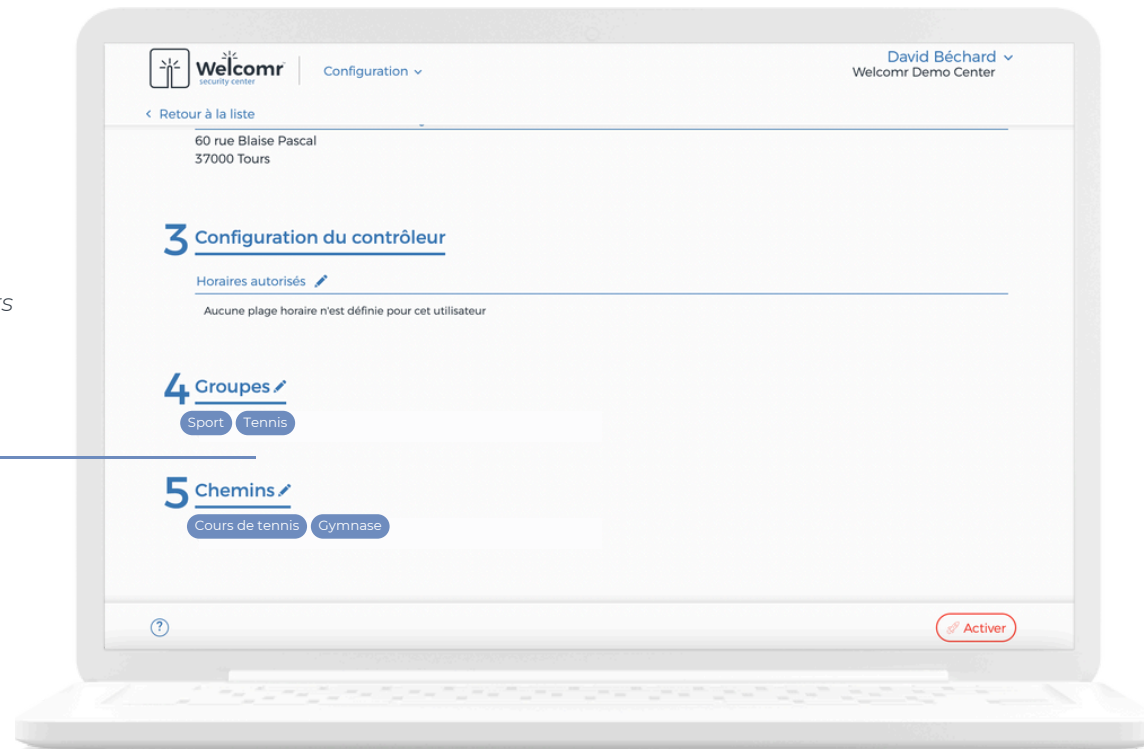 Welcomr
security center
Configuration
David Béchard
Welcomr Demo Center
< Retour à la liste
60 rue Blaise Pascal
37000 Tours
3 Configuration du contrôleur
Horaires autorisés
Aucune plage horaire n'est définie pour cet utilisateur
rs
4 Groupes
Sport Tennis
5 Chemins
Cours de tennis Gymnase
? Activer